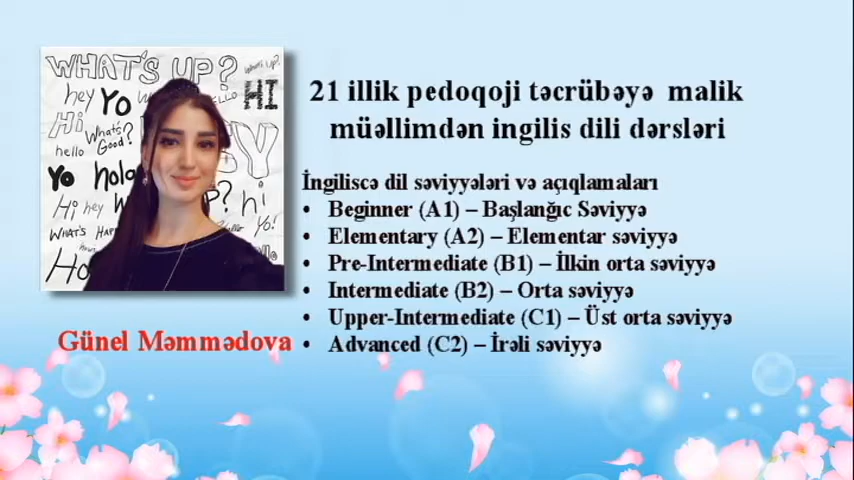 WHAT'S UP?
hey Yo
HI
Hi
What's Good?
hello
Yo hola
Hi hey
hi
Yo!
21 illik pedoqoji təcrübəyə malik
müəllimdən ingilis dili dərsləri
İngiliscə dil səviyyələri və açıqlamaları
• Beginner (A1) – Başlanğıc Səviyyə
• Elementary (A2) – Elementar səviyyə
• Pre-Intermediate (B1) – İlkin orta səviyyə
• Intermediate (B2) – Orta səviyyə
• Upper-Intermediate (C1) – Üst orta səviyyə
• Advanced (C2) – İrəli səviyyə
Günel Məmmədova